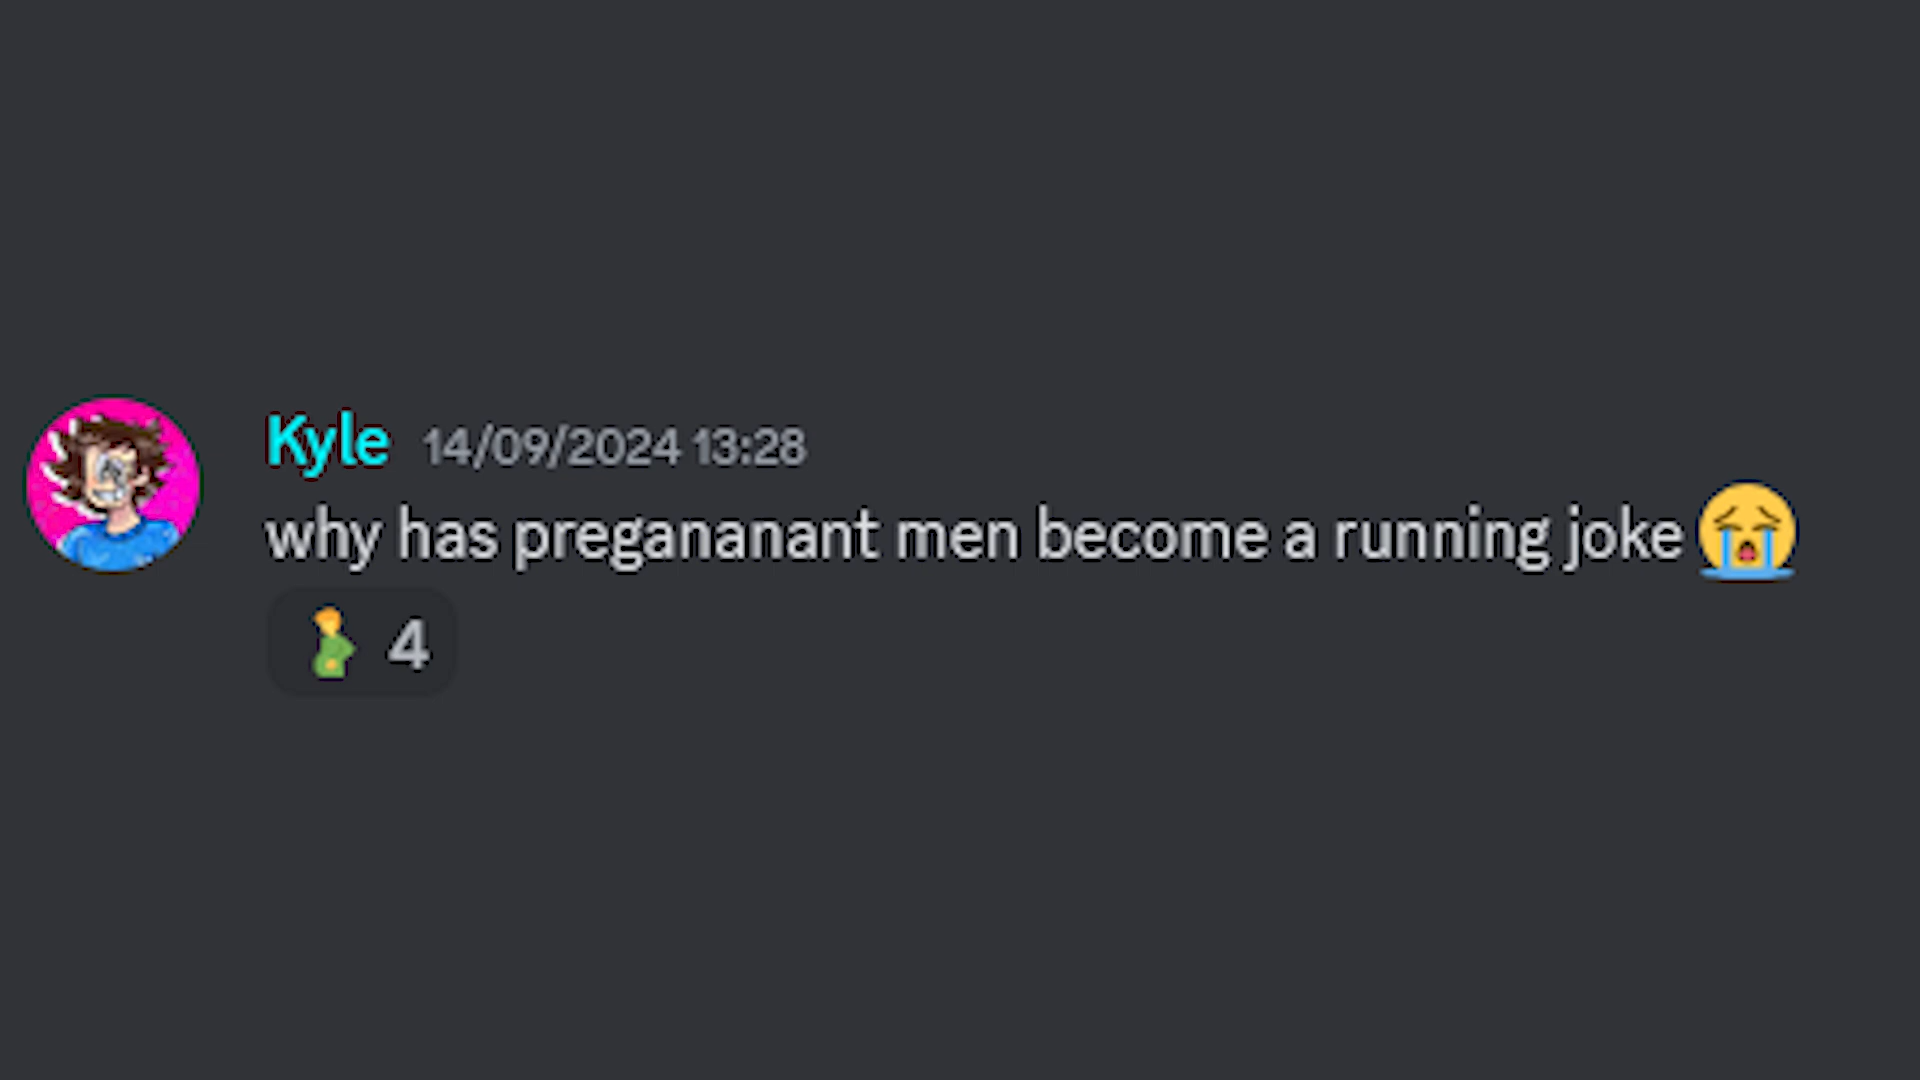 Kyle 14/09/2024 13:28
why has pregananant men become a running joke 😭
4